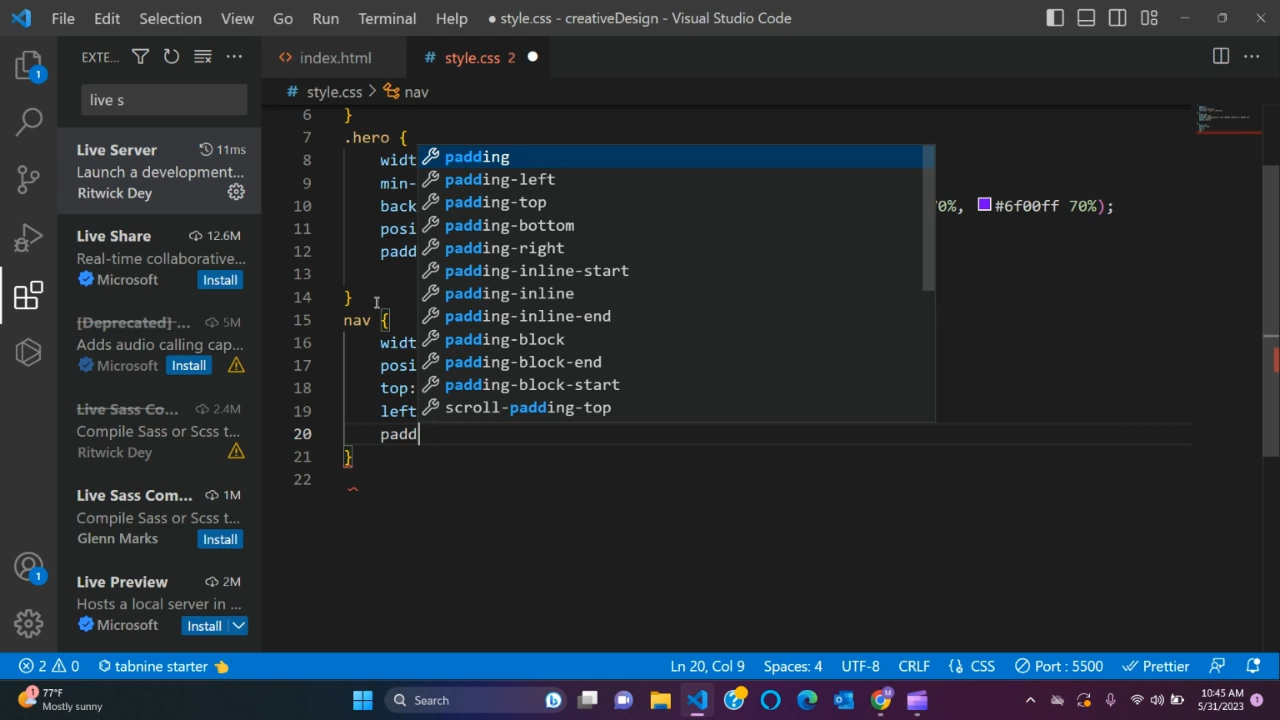 File Edit Selection View Go Run Terminal Help ● style.css - creativeDesign - Visual Studio Code
EXTE...
index.html
# style.css 2
live s
# style.css > nav
Live Server 11ms
Launch a development...
Ritwick Dey
Live Share 12.6M
Real-time collaborative...
Microsoft Install
[Deprecated] ... 5M
Adds audio calling cap...
Microsoft Install
Live Sass Co... 2.4M
Compile Sass or Scss t...
Ritwick Dey
Live Sass Com... 1M
Compile Sass or Scss t...
Glenn Marks Install
Live Preview 2M
Hosts a local server in ...
Microsoft Install
1
1
6 }
7 .hero {
8 widt
9 min-
10 back 0%, #6f00ff 70%);
11 posi
12 padd
13
14 }
15 nav {
16 widt
17 posi
18 top:
19 left
20 padd
21 }
22
padding
padding-left
padding-top
padding-bottom
padding-right
padding-inline-start
padding-inline
padding-inline-end
padding-block
padding-block-end
padding-block-start
scroll-padding-top
2 0 tabnine starter Ln 20, Col 9 Spaces: 4 UTF-8 CRLF {} CSS Port : 5500 Prettier
1
77°F
Mostly sunny
Search
10:45 AM
5/31/2023
1